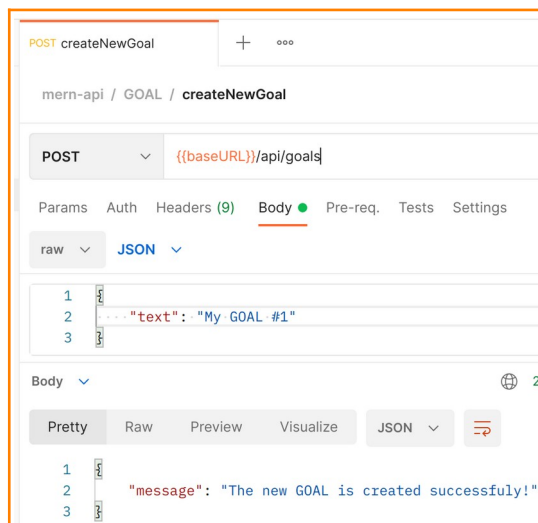 POST createNewGoal
mern-api / GOAL / createNewGoal
POST {{baseURL}}/api/goals
Params Auth Headers (9) Body Pre-req. Tests Settings
raw JSON
1 {
2 "text": "My GOAL #1"
3 }
Body 2
Pretty Raw Preview Visualize JSON
1 {
2 "message": "The new GOAL is created successfuly!"
3 }